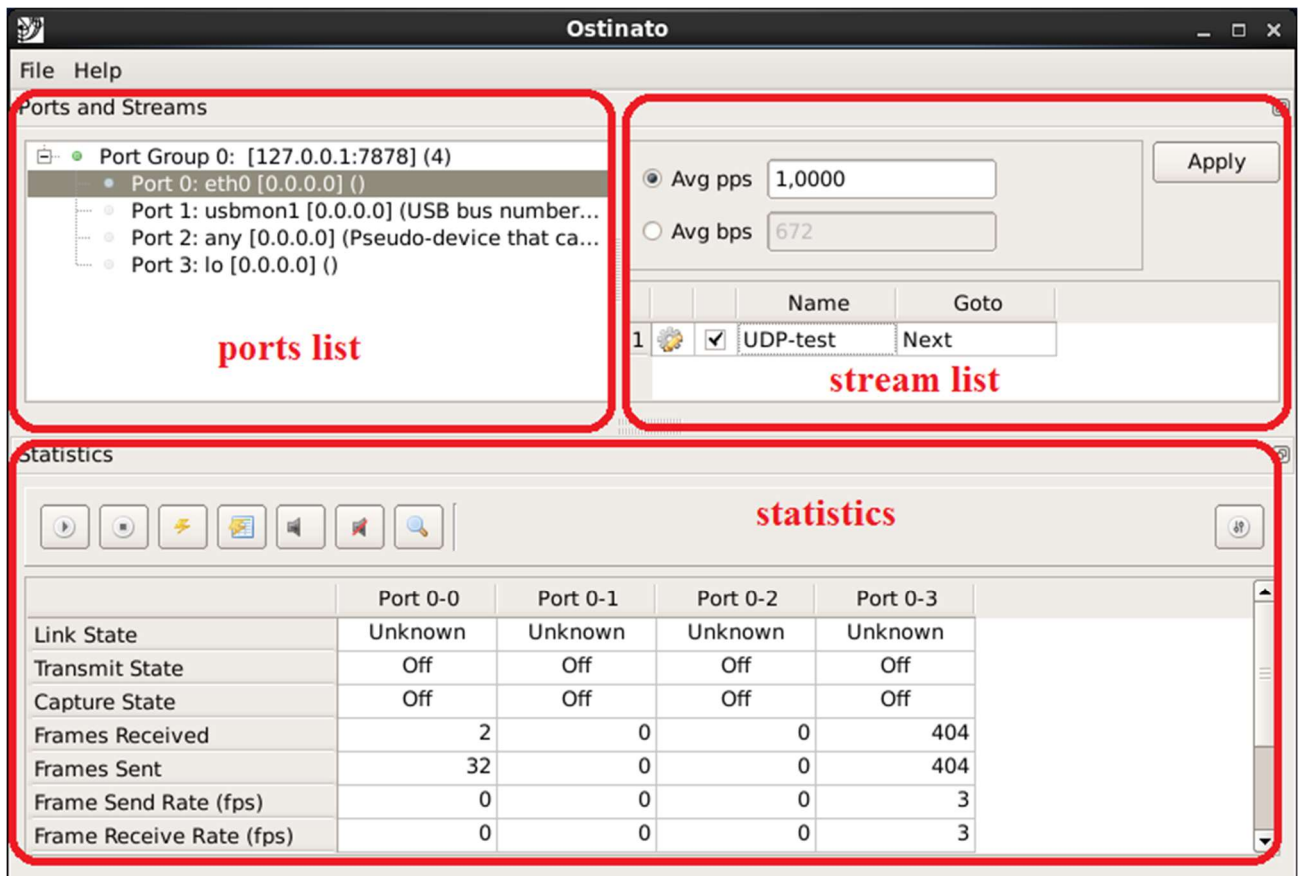 Ostinato
File Help
Ports and Streams
Port Group 0: [127.0.0.1:7878] (4)
Port 0: eth0 [0.0.0.0] ()
Port 1: usbmon1 [0.0.0.0] (USB bus number...
Port 2: any [0.0.0.0] (Pseudo-device that ca...
Port 3: lo [0.0.0.0] ()
ports list
Avg pps 1,0000
Avg bps 672
Apply
Name Goto
1 UDP-test Next
stream list
Statistics
statistics
Port 0-0 Port 0-1 Port 0-2 Port 0-3
Link State Unknown Unknown Unknown Unknown
Transmit State Off Off Off Off
Capture State Off Off Off Off
Frames Received 2 0 0 404
Frames Sent 32 0 0 404
Frame Send Rate (fps) 0 0 0 3
Frame Receive Rate (fps) 0 0 0 3